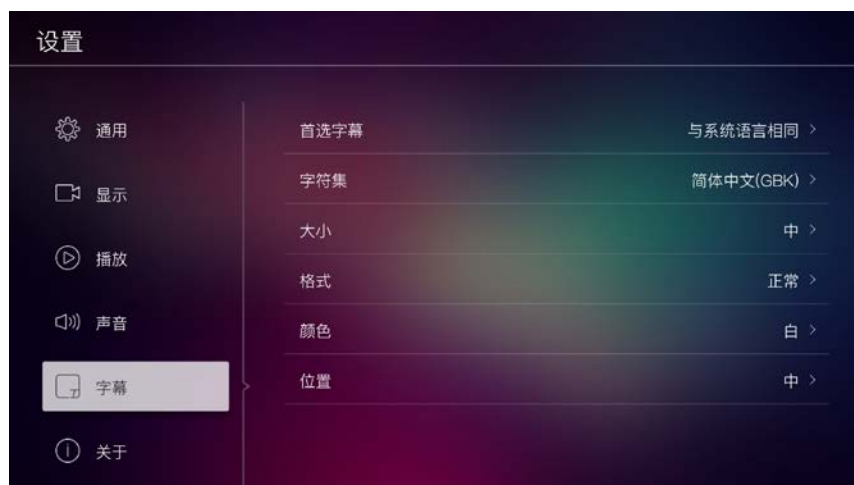 设置
通用
显示
播放
声音
字幕
关于
首选字幕 与系统语言相同
字符集 简体中文(GBK)
大小 中
格式 正常
颜色 白
位置 中